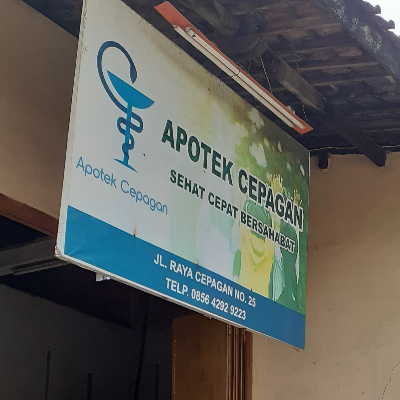 APOTEK CEPAGAN
SEHAT CEPAT BERSAHABAT
Apotek Cepagan
JL. RAYA CEPAGAN NO. 25
TELP. 0856 4292 9223